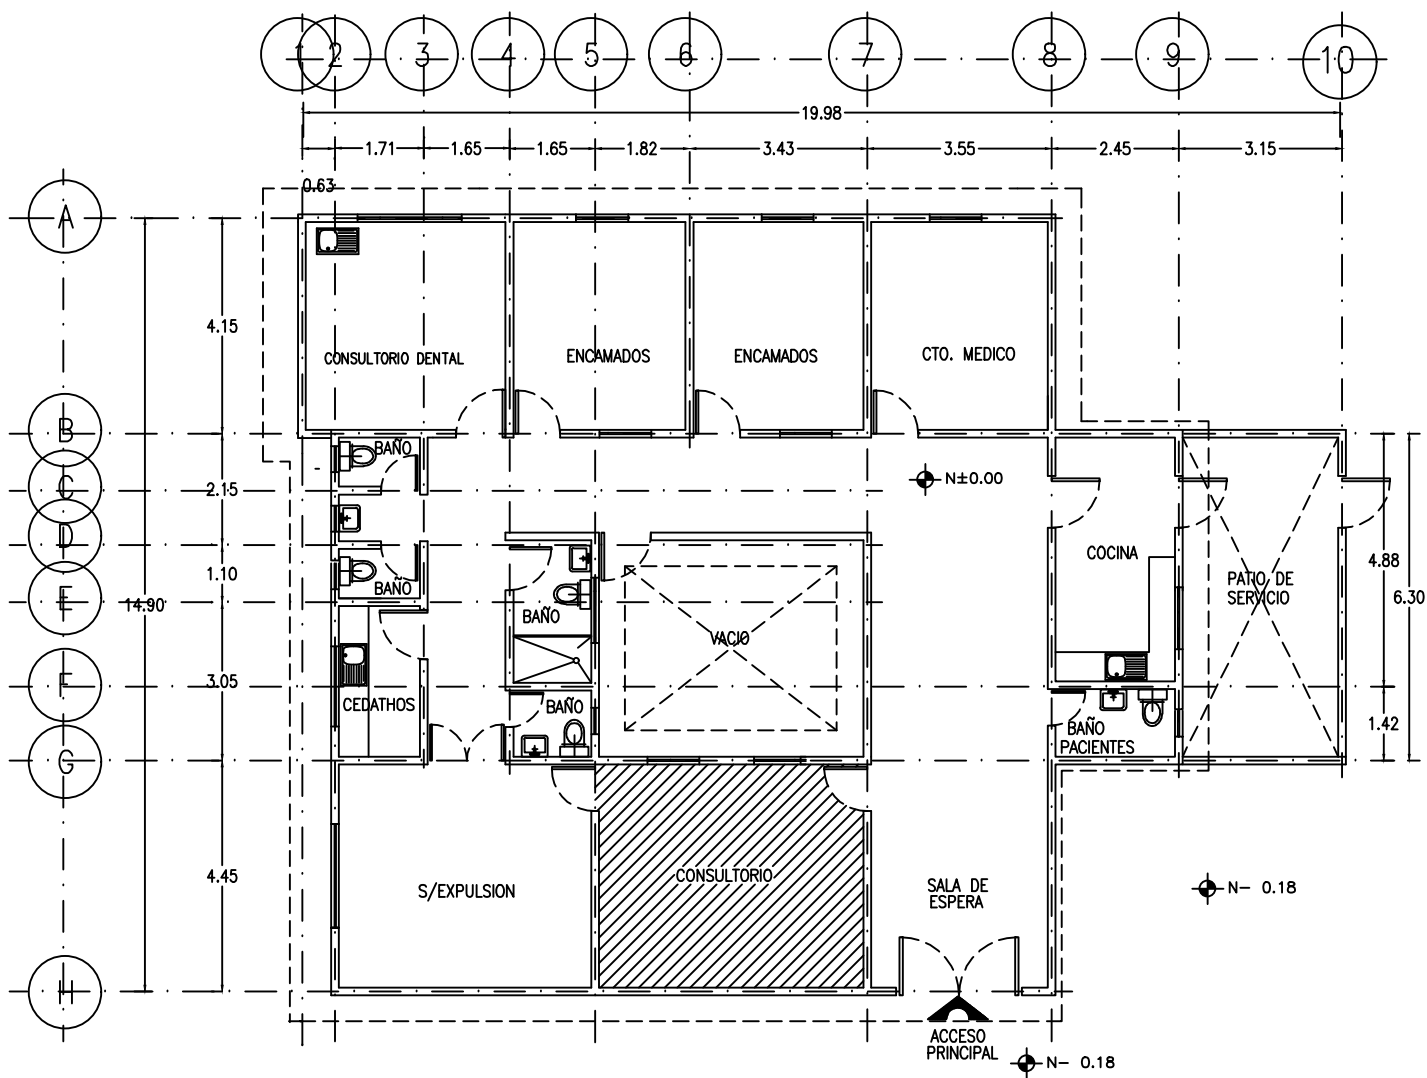 1 2 3 4 5 6 7 8 9 10
19.98
1.71 1.65 1.65 1.82 3.43 3.55 2.45 3.15
0.63
A
4.15
CONSULTORIO DENTAL
ENCAMADOS
ENCAMADOS
CTO. MEDICO
B
BAÑO
C
2.15
N±0.00
D
COCINA
4.88
1.10
BAÑO
PATIO DE
SERVICIO
E
14.90
6.30
BAÑO
VACIO
F
3.05
CEDATHOS
BAÑO
BAÑO
PACIENTES
1.42
G
4.45
S/EXPULSION
CONSULTORIO
SALA DE
ESPERA
N- 0.18
H
ACCESO
PRINCIPAL
N- 0.18